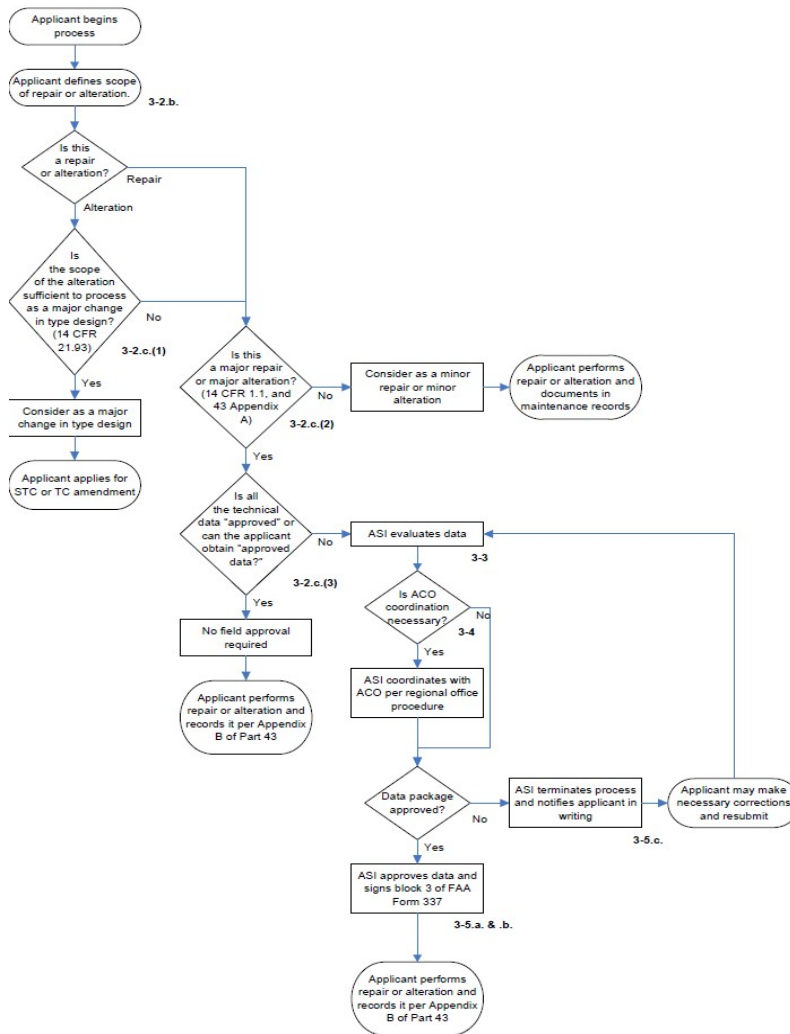 Applicant begins
process
Applicant defines scope
of repair or alteration.
3-2.b.
Is this
a repair
or alteration?
Repair
Alteration
Is
the scope
of the alteration
sufficient to process
as a major change
in type design?
(14 CFR
21.93)
No
3-2.c.(1)
Yes
Consider as a major
change in type design
Applicant applies for
STC or TC amendment
Is this
a major repair
or major alteration?
(14 CFR 1.1, and
43 Appendix
A)
No
3-2.c.(2)
Consider as a minor
repair or minor
alteration
Applicant performs
repair or alteration and
documents in
maintenance records
Yes
Is all
the technical
data "approved" or
can the applicant
obtain "approved
data?"
No
3-2.c.(3)
ASI evaluates data
3-3
Yes
No field approval
required
Applicant performs
repair or alteration and
records it per Appendix
B of Part 43
Is ACO
coordination
necessary?
No
3-4
Yes
ASI coordinates with
ACO per regional office
procedure
Data package
approved?
No
ASI terminates process
and notifies applicant in
writing
3-5.c.
Applicant may make
necessary corrections
and resubmit
Yes
ASI approves data and
signs block 3 of FAA
Form 337
3-5.a. & .b.
Applicant performs
repair or alteration and
records it per Appendix
B of Part 43